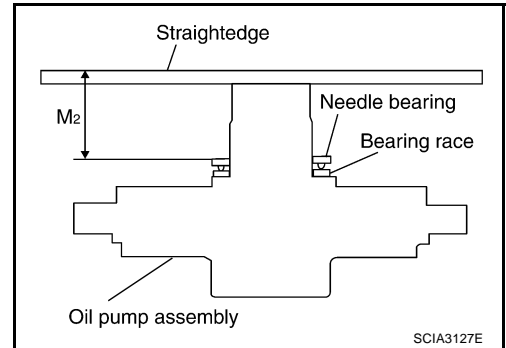 Straightedge
Needle bearing
M2
Bearing race
Oil pump assembly
SCIA3127E